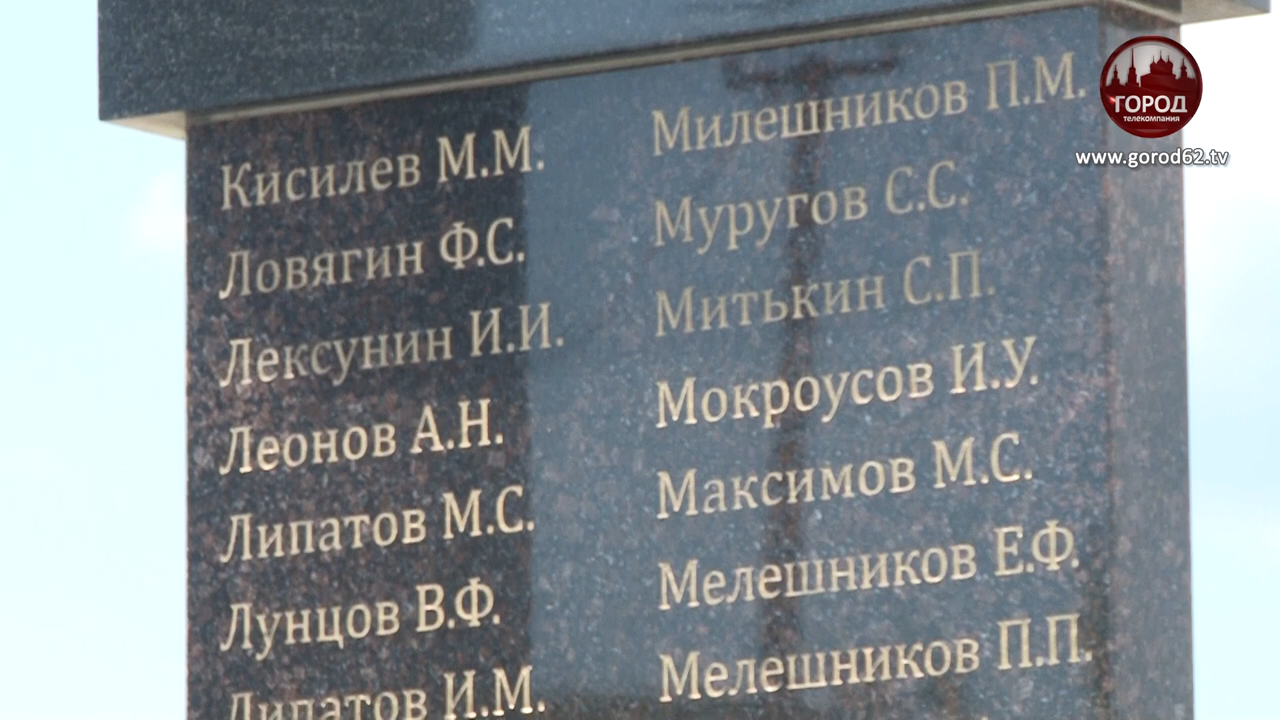 Кисилев М.М.
Ловягин Ф.С.
Лексунин И.И.
Леонов А.Н.
Липатов М.С.
Лунцов В.Ф.
Липатов И.М.
Милешников П.М.
Муругов С.С.
Митькин С.П.
Мокроусов И.У.
Максимов М.С.
Мелешников Е.Ф.
Мелешников П.П.
ГОРОД
телекомпания
www.gorod62.tv